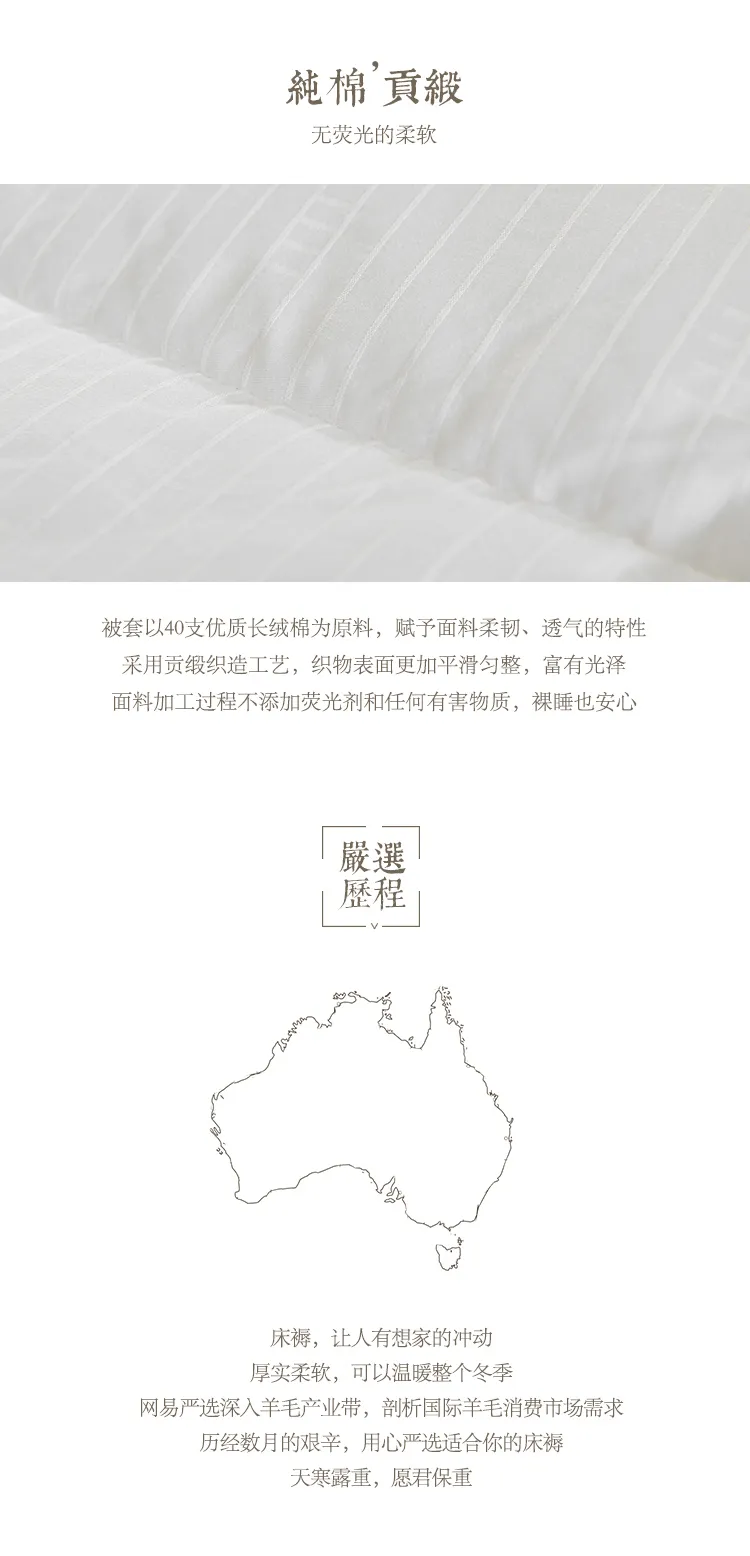 純棉’貢緞
无荧光的柔软
被套以40支优质长绒棉为原料，赋予面料柔韧、透气的特性
采用贡缎织造工艺，织物表面更加平滑匀整，富有光泽
面料加工过程不添加荧光剂和任何有害物质，裸睡也安心
嚴選
歷程
床褥，让人有想家的冲动
厚实柔软，可以温暖整个冬季
网易严选深入羊毛产业带，剖析国际羊毛消费市场需求
历经数月的艰辛，用心严选适合你的床褥
天寒露重，愿君保重